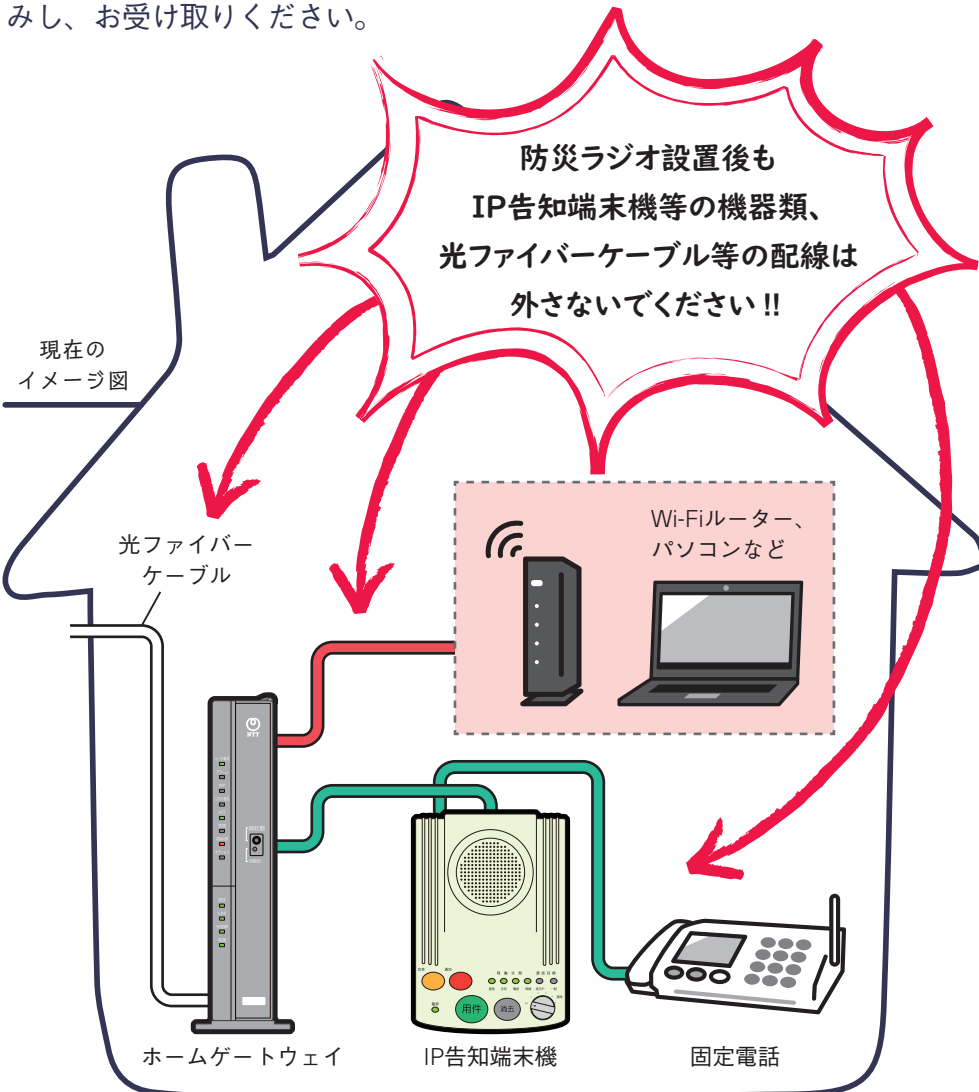 みし、お受け取りください。
防災ラジオ設置後も
IP告知端末機等の機器類、
光ファイバーケーブル等の配線は
外さないでください!!
現在の
イメージ図
Wi-Fiルーター、
パソコンなど
光ファイバー
ケーブル
NTT
用件
消去
ホームゲートウェイ
IP告知端末機
固定電話